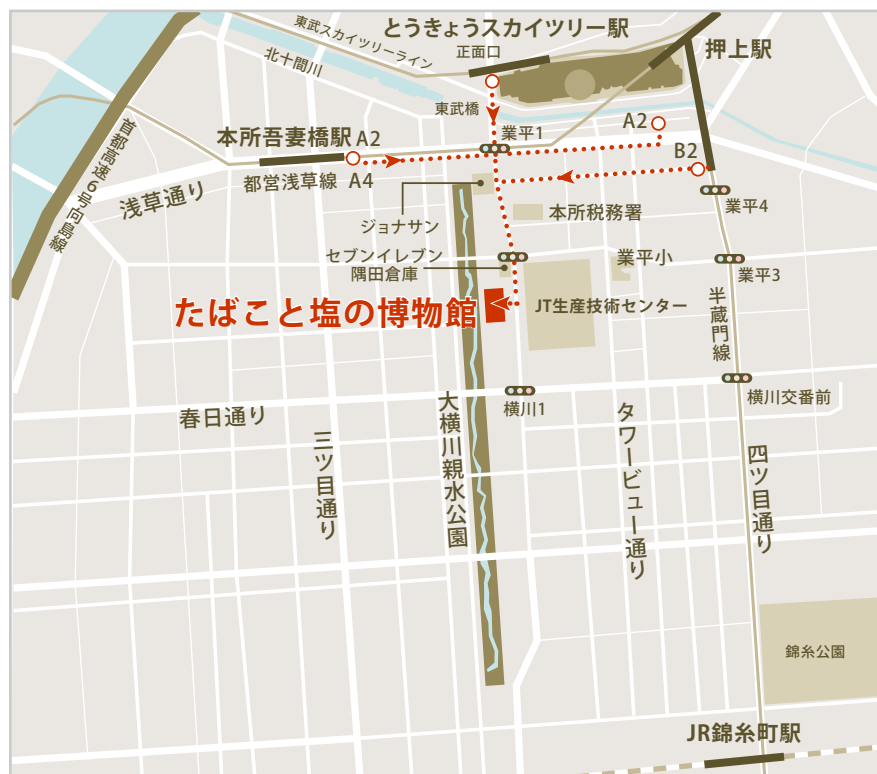 東武スカイツリーライン
とうきょうスカイツリー駅
正面口
押上駅
北十間川
東武橋
首都高速6号向島線
本所吾妻橋駅 A2
業平1
A2
都営浅草線 A4
B2
浅草通り
ジョナサン
本所税務署
業平4
セブンイレブン
隅田倉庫
業平小
業平3
たばこと塩の博物館
JT生産技術センター
半蔵門線
横川1
横川交番前
春日通り
三ツ目通り
大横川親水公園
タワービュー通り
四ツ目通り
錦糸公園
JR錦糸町駅